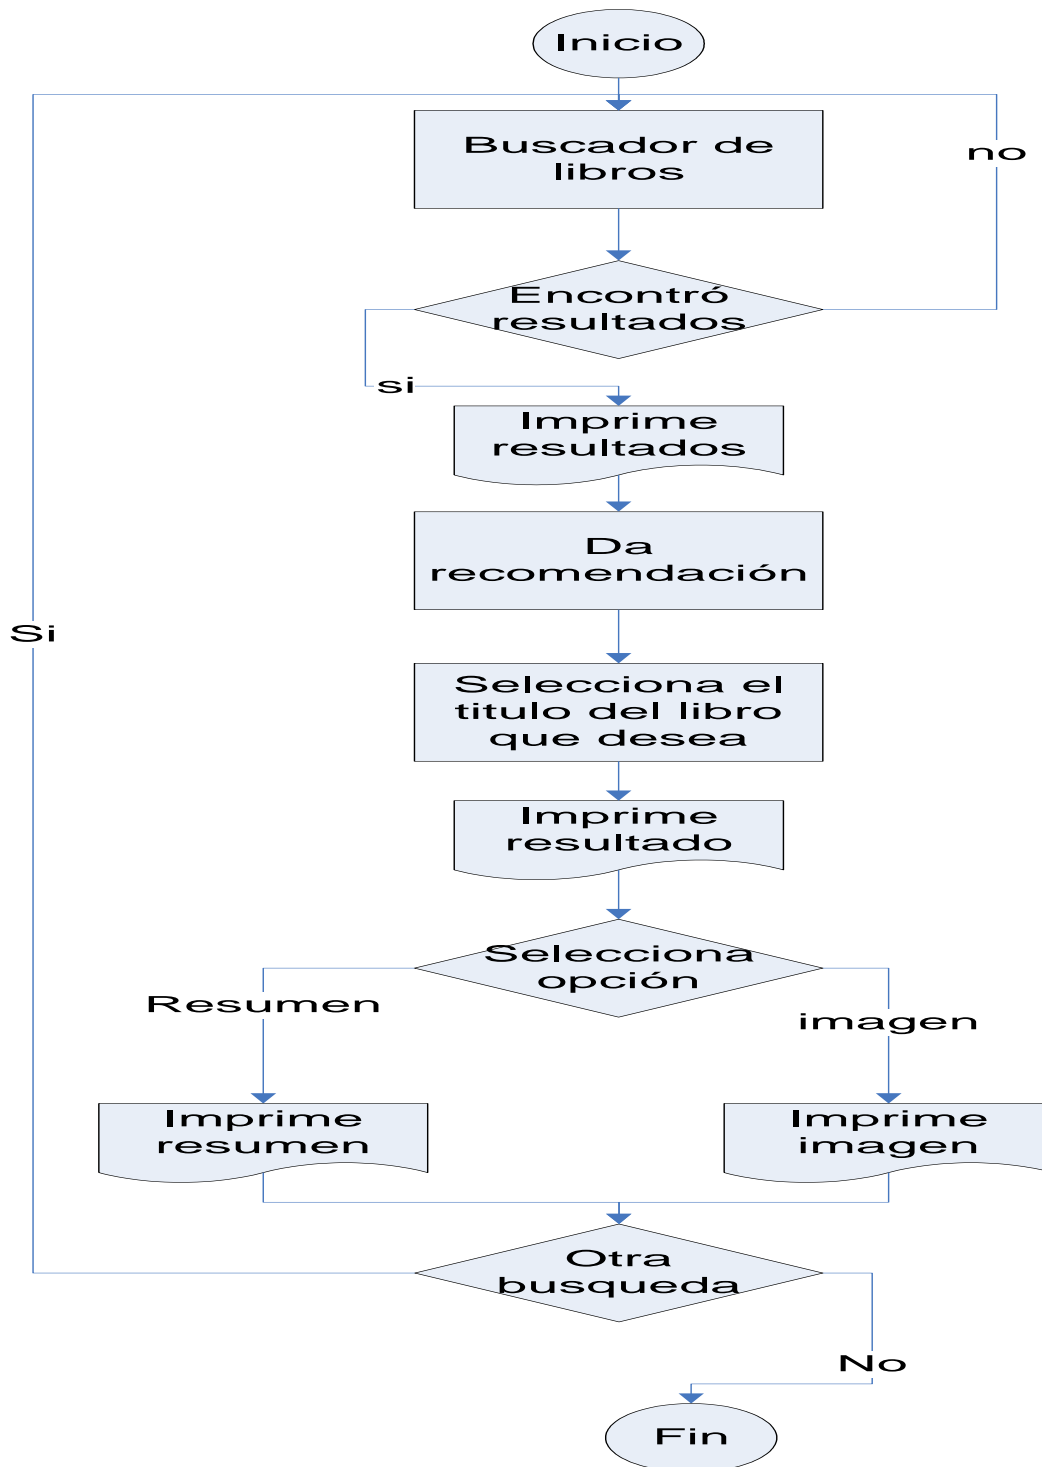 Inicio
Buscador de
libros
no
Encontró
resultados
si
Imprime
resultados
Da
recomendación
Si
Selecciona el
titulo del libro
que desea
Imprime
resultado
Selecciona
opción
Resumen
imagen
Imprime
resumen
Imprime
imagen
Otra
busqueda
No
Fin